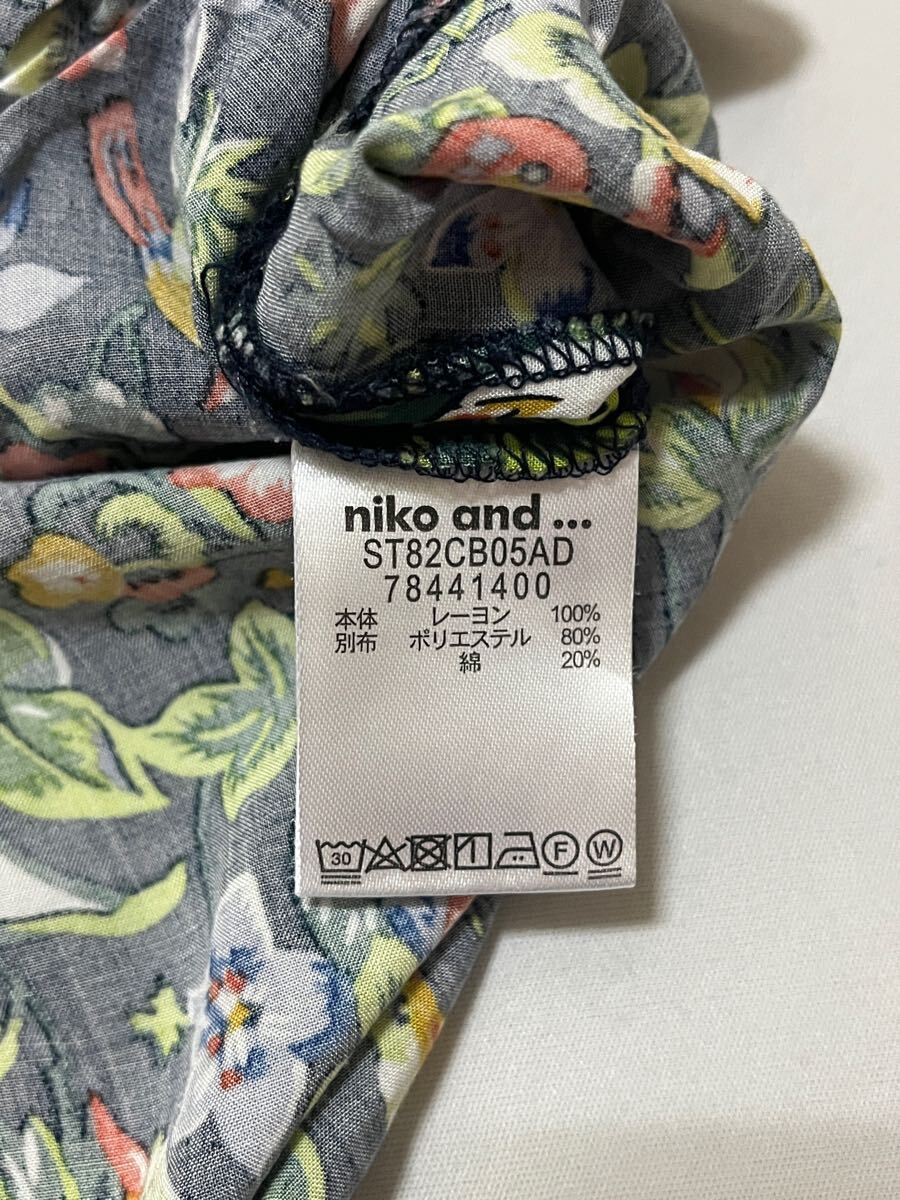 niko and ...
ST82CB05AD
78441400
本体 レーヨン 100%
別布 ポリエステル 80%
綿 20%
30 F W